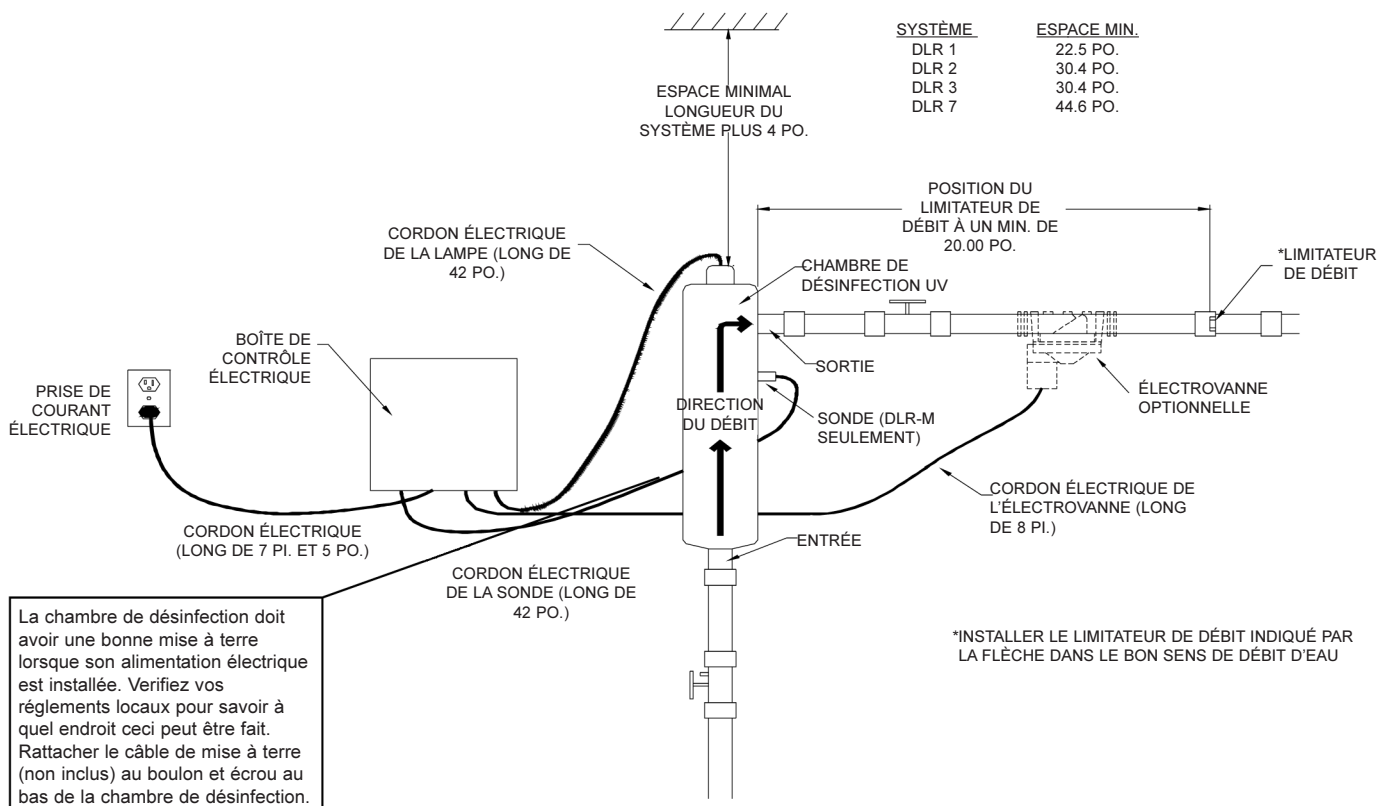 SYSTÈME ESPACE MIN.
DLR 1 22.5 PO.
DLR 2 30.4 PO.
DLR 3 30.4 PO.
DLR 7 44.6 PO.
ESPACE MINIMAL
LONGUEUR DU
SYSTÈME PLUS 4 PO.
POSITION DU
LIMITATEUR DE
DÉBIT À UN MIN. DE
20.00 PO.
CORDON ÉLECTRIQUE
DE LA LAMPE (LONG DE
42 PO.)
CHAMBRE DE
DÉSINFECTION UV
*LIMITATEUR
DE DÉBIT
BOÎTE DE
CONTRÔLE
ÉLECTRIQUE
PRISE DE
COURANT
ÉLECTRIQUE
SORTIE
DIRECTION
DU DÉBIT
SONDE (DLR-M
SEULEMENT)
ÉLECTROVANNE
OPTIONNELLE
CORDON ÉLECTRIQUE DE
L'ÉLECTROVANNE (LONG
DE 8 PI.)
CORDON ÉLECTRIQUE
(LONG DE 7 PI. ET 5 PO.)
ENTRÉE
CORDON ÉLECTRIQUE
DE LA SONDE (LONG DE
42 PO.)
La chambre de désinfection doit
avoir une bonne mise à terre
lorsque son alimentation électrique
est installée. Verifiez vos
réglements locaux pour savoir à
quel endroit ceci peut être fait.
Rattacher le câble de mise à terre
(non inclus) au boulon et écrou au
bas de la chambre de désinfection.
*INSTALLER LE LIMITATEUR DE DÉBIT INDIQUÉ PAR
LA FLÈCHE DANS LE BON SENS DE DÉBIT D'EAU